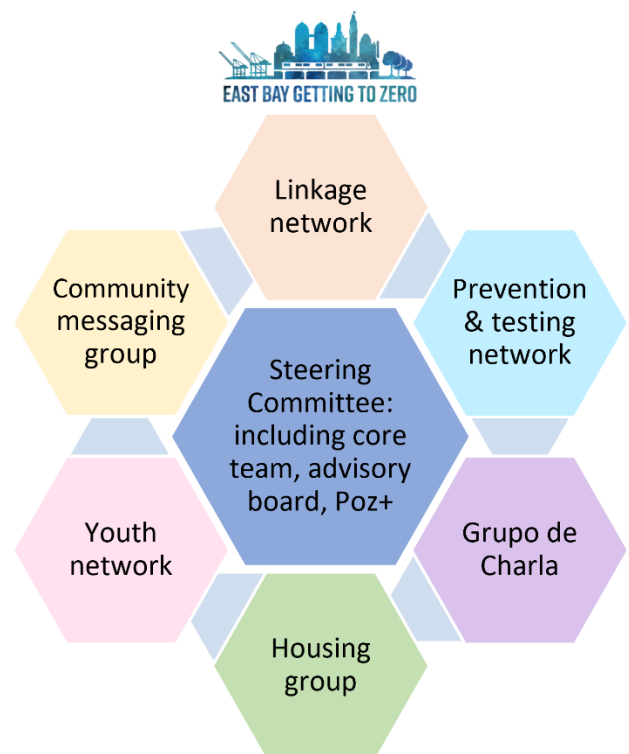 EAST BAY GETTING TO ZERO
Linkage
network
Community
messaging
group
Prevention
& testing
network
Steering
Committee:
including core
team, advisory
board, Poz+
Youth
network
Grupo de
Charla
Housing
group